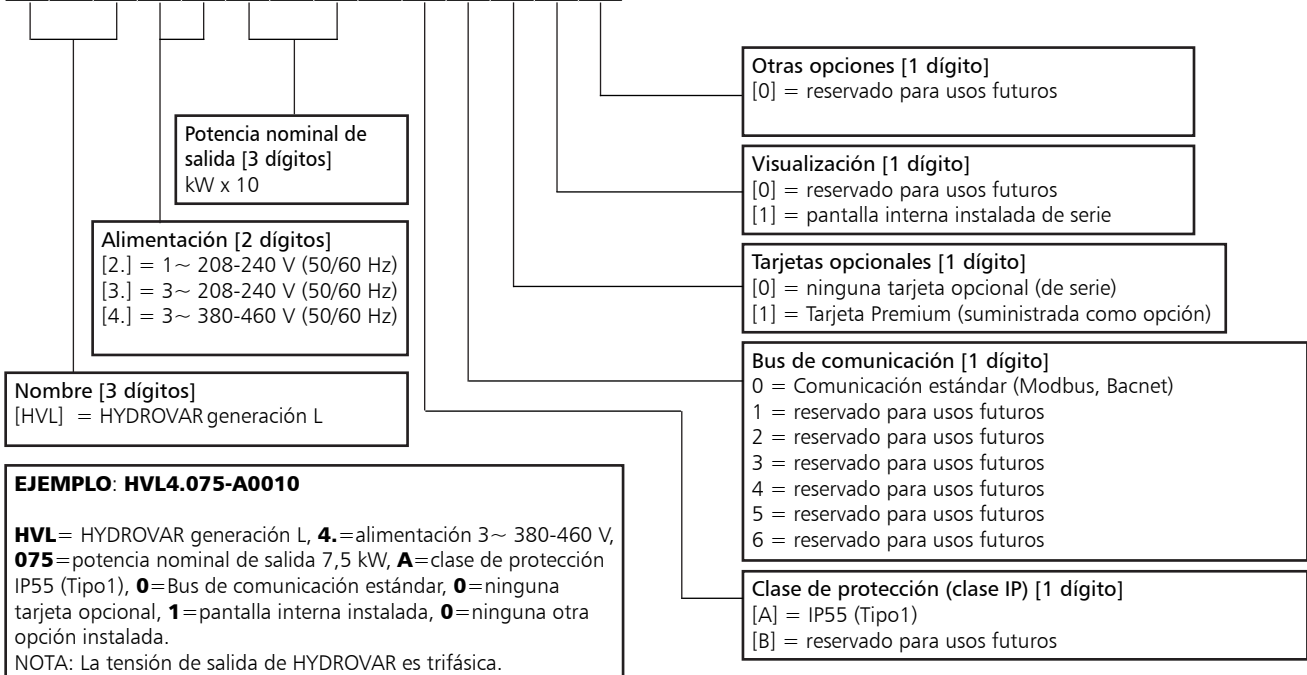 Potencia nominal de
salida [3 dígitos]
kW x 10
Alimentación [2 dígitos]
[2.] = 1~ 208-240 V (50/60 Hz)
[3.] = 3~ 208-240 V (50/60 Hz)
[4.] = 3~ 380-460 V (50/60 Hz)
Nombre [3 dígitos]
[HVL] = HYDROVAR generación L
EJEMPLO: HVL4.075-A0010
HVL= HYDROVAR generación L, 4.=alimentación 3~ 380-460 V,
075=potencia nominal de salida 7,5 kW, A=clase de protección
IP55 (Tipo1), 0=Bus de comunicación estándar, 0=ninguna
tarjeta opcional, 1=pantalla interna instalada, 0=ninguna otra
opción instalada.
NOTA: La tensión de salida de HYDROVAR es trifásica.
Otras opciones [1 dígito]
[0] = reservado para usos futuros
Visualización [1 dígito]
[0] = reservado para usos futuros
[1] = pantalla interna instalada de serie
Tarjetas opcionales [1 dígito]
[0] = ninguna tarjeta opcional (de serie)
[1] = Tarjeta Premium (suministrada como opción)
Bus de comunicación [1 dígito]
0 = Comunicación estándar (Modbus, Bacnet)
1 = reservado para usos futuros
2 = reservado para usos futuros
3 = reservado para usos futuros
4 = reservado para usos futuros
5 = reservado para usos futuros
6 = reservado para usos futuros
Clase de protección (clase IP) [1 dígito]
[A] = IP55 (Tipo1)
[B] = reservado para usos futuros